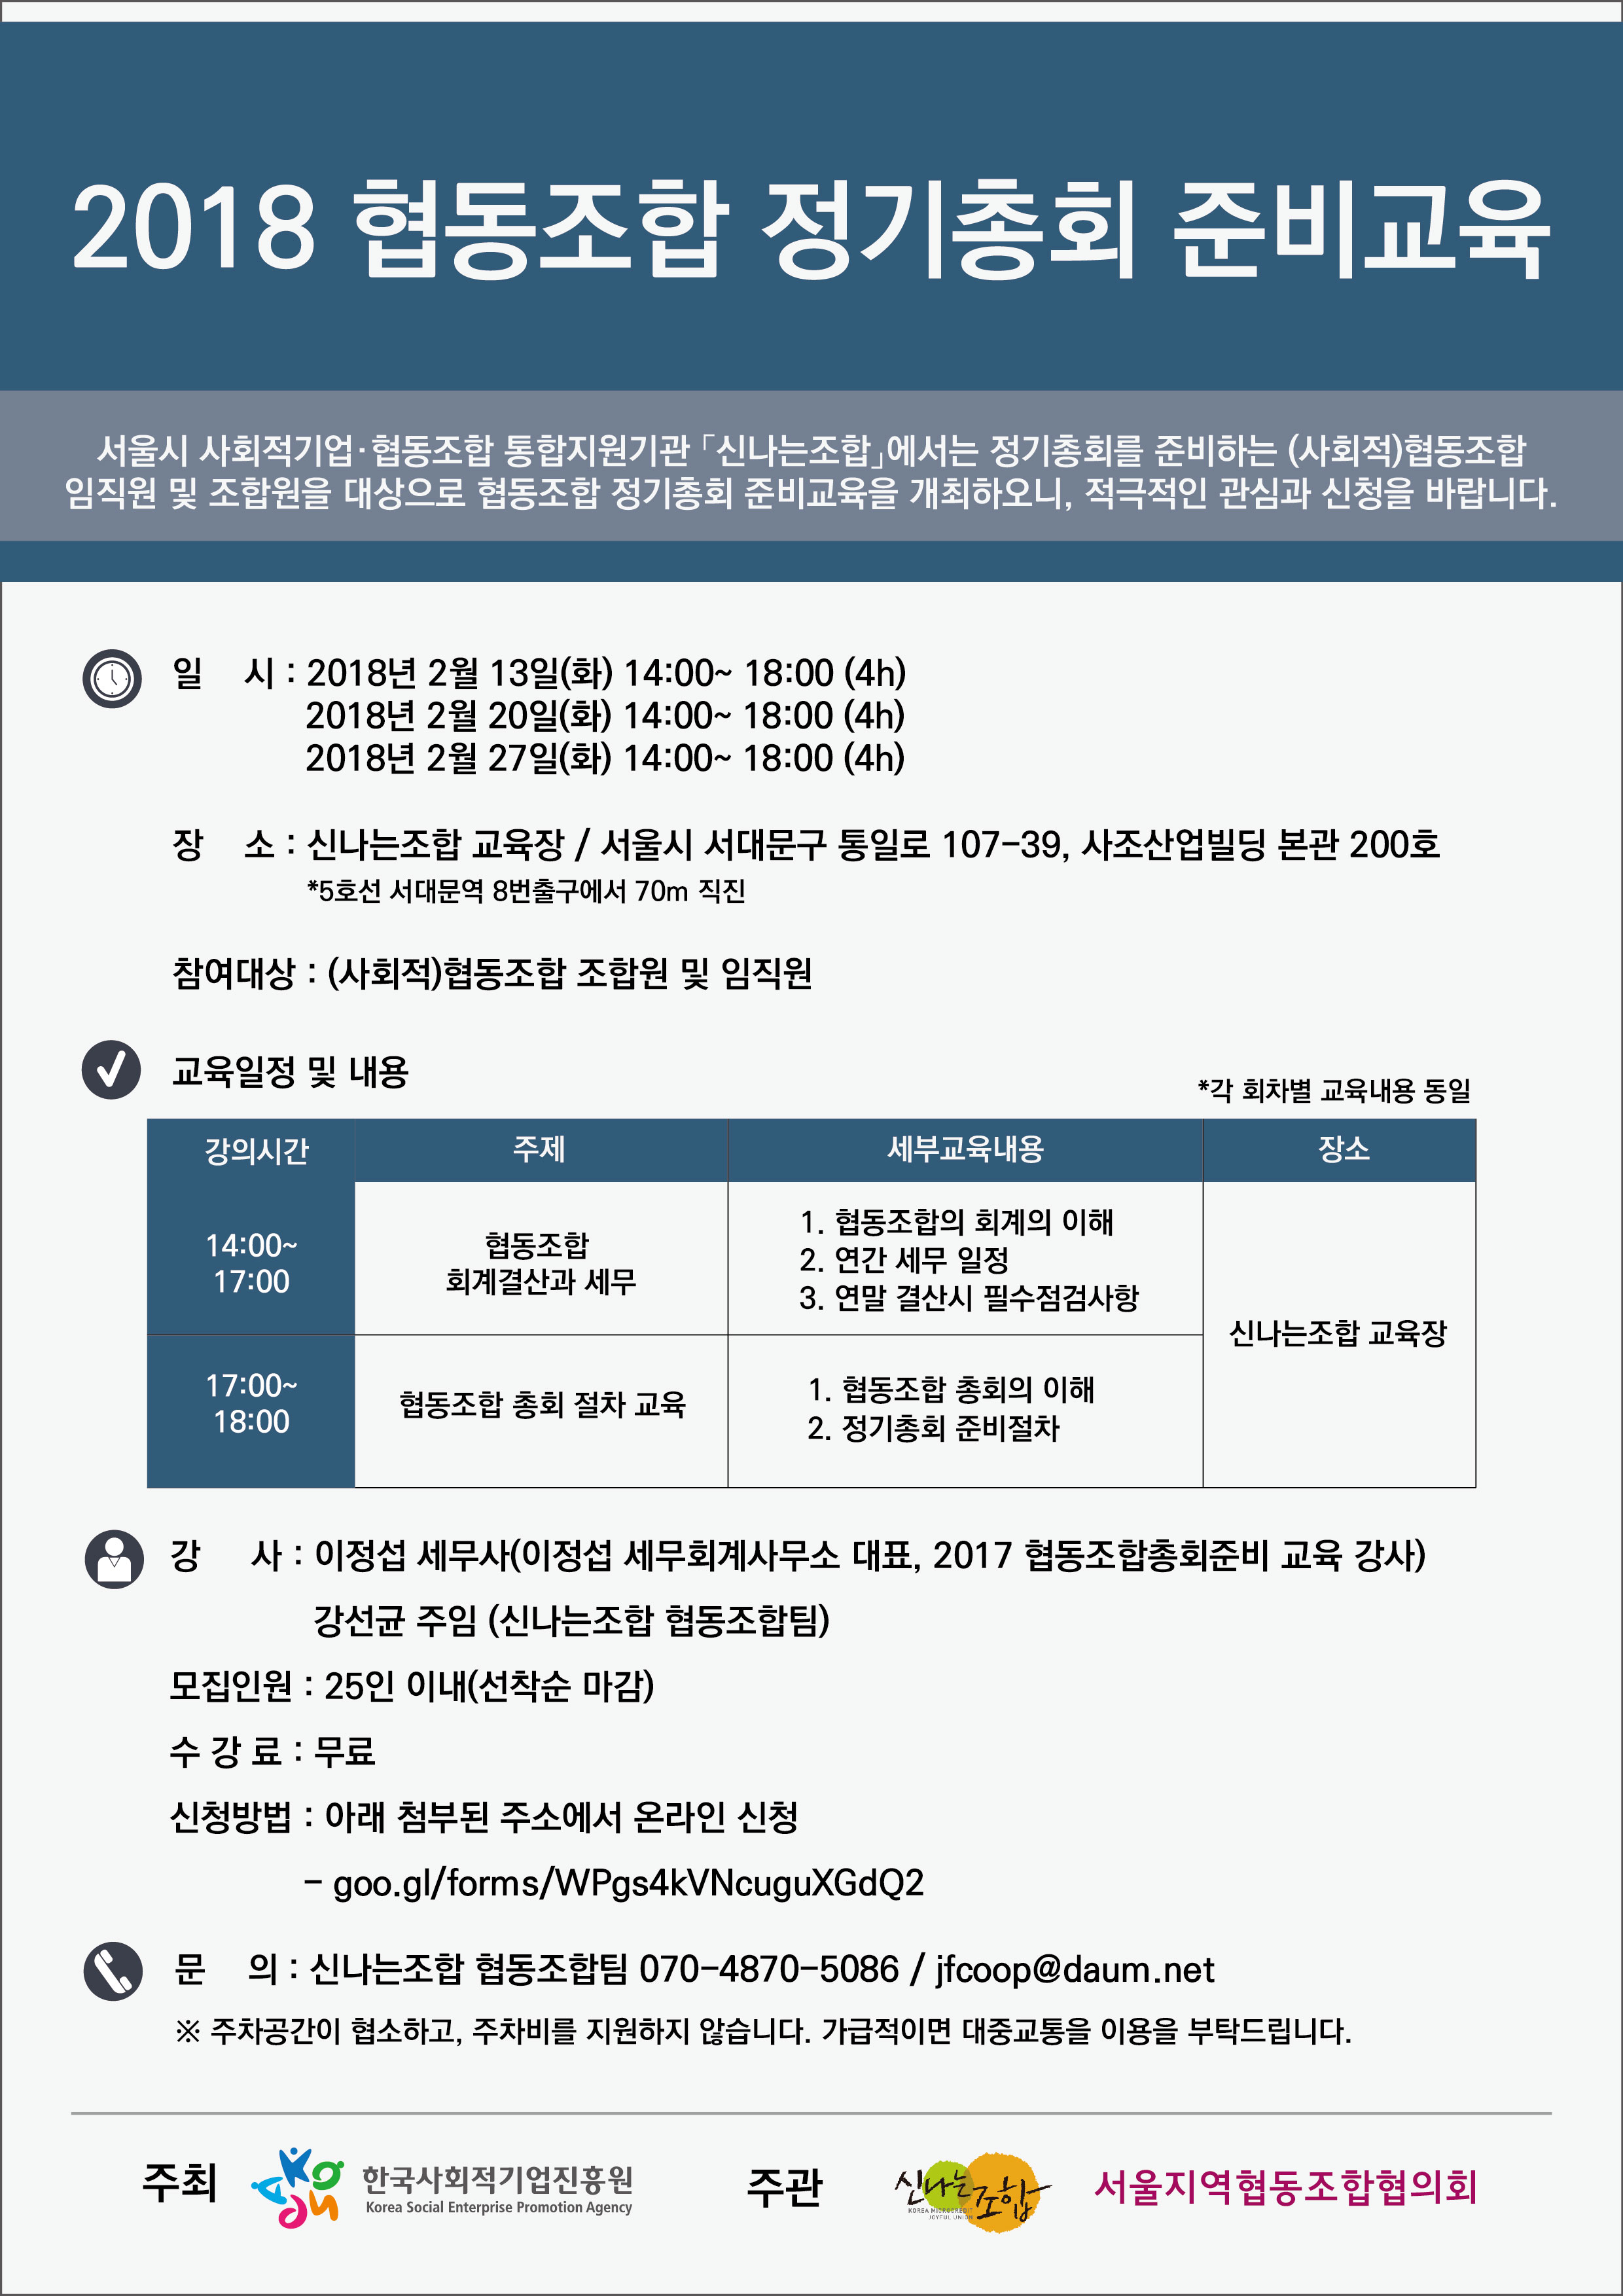 2018 협동조합 정기총회 준비교육
서울시 사회적기업·협동조합 통합지원기관 「신나는조합」에서는 정기총회를 준비하는 (사회적)협동조합
임직원 및 조합원을 대상으로 협동조합 정기총회 준비교육을 개최하오니, 적극적인 관심과 신청을 바랍니다.
일 시 : 2018년 2월 13일(화) 14:00~ 18:00 (4h)
2018년 2월 20일(화) 14:00~ 18:00 (4h)
2018년 2월 27일(화) 14:00~ 18:00 (4h)
장 소 : 신나는조합 교육장 / 서울시 서대문구 통일로 107-39, 사조산업빌딩 본관 200호
*5호선 서대문역 8번출구에서 70m 직진
참여대상 : (사회적)협동조합 조합원 및 임직원
교육일정 및 내용
*각 회차별 교육내용 동일
강의시간 주제 세부교육내용 장소
14:00~
17:00
협동조합
회계결산과 세무
1. 협동조합의 회계의 이해
2. 연간 세무 일정
3. 연말 결산시 필수점검사항
신나는조합 교육장
17:00~
18:00
협동조합 총회 절차 교육
1. 협동조합 총회의 이해
2. 정기총회 준비절차
강 사 : 이정섭 세무사(이정섭 세무회계사무소 대표, 2017 협동조합총회준비 교육 강사)
강선균 주임 (신나는조합 협동조합팀)
모집인원 : 25인 이내(선착순 마감)
수 강 료 : 무료
신청방법 : 아래 첨부된 주소에서 온라인 신청
- goo.gl/forms/WPgs4kVNcuguXGdQ2
문 의 : 신나는조합 협동조합팀 070-4870-5086 / jfcoop@daum.net
※ 주차공간이 협소하고, 주차비를 지원하지 않습니다. 가급적이면 대중교통을 이용을 부탁드립니다.
주최
한국사회적기업진흥원
Korea Social Enterprise Promotion Agency
주관
신나는조합
KOREA MICROCREDIT
JOYFUL UNION
서울지역협동조합협의회